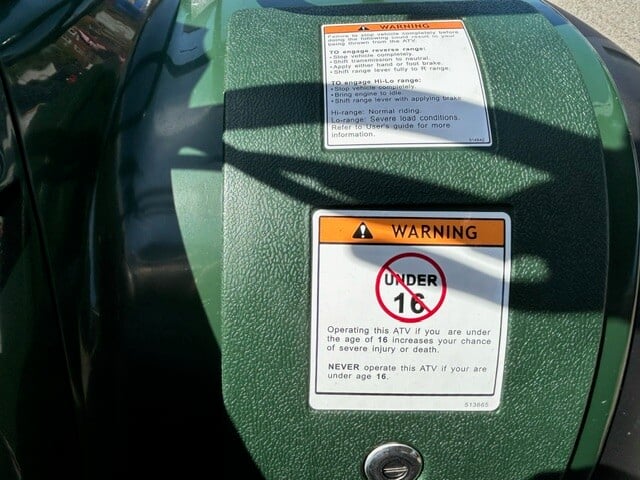 WARNING
Failure to stop vehicle completely before
doing the following could result in your
being thrown from the ATV.
TO engage reverse range:
•Stop vehicle completely.
•Shift transmission to neutral.
•Apply either hand or foot brake.
•Shift range lever fully to R range.
TO engage Hi-Lo range:
•Stop vehicle completely.
•Bring engine to idle.
•Shift range lever with applying brake
Hi-range: Normal riding.
Lo-range: Severe load conditions.
Refer to User's guide for more
information.
WARNING
UNDER
16
Operating this ATV if you are under
the age of 16 increases your chance
of severe injury or death.
NEVER operate this ATV if your are
under age 16.
513865